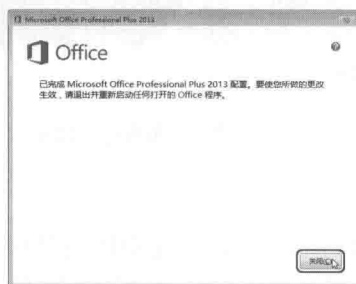 Microsoft Office Professional Plus 2013
Office
已完成 Microsoft Office Professional Plus 2013 配置。要使您所做的更改
生效，请退出并重新启动任何打开的 Office 程序。
关闭(C)